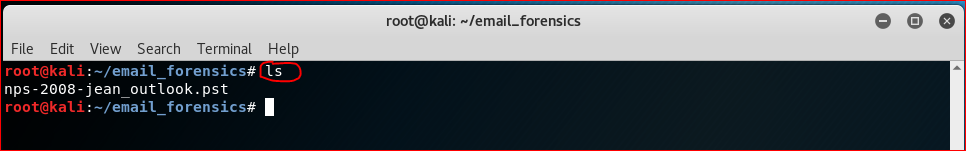 root@kali: ~/email_forensics
File Edit View Search Terminal Help
root@kali:~/email_forensics# ls
nps-2008-jean_outlook.pst
root@kali:~/email_forensics#